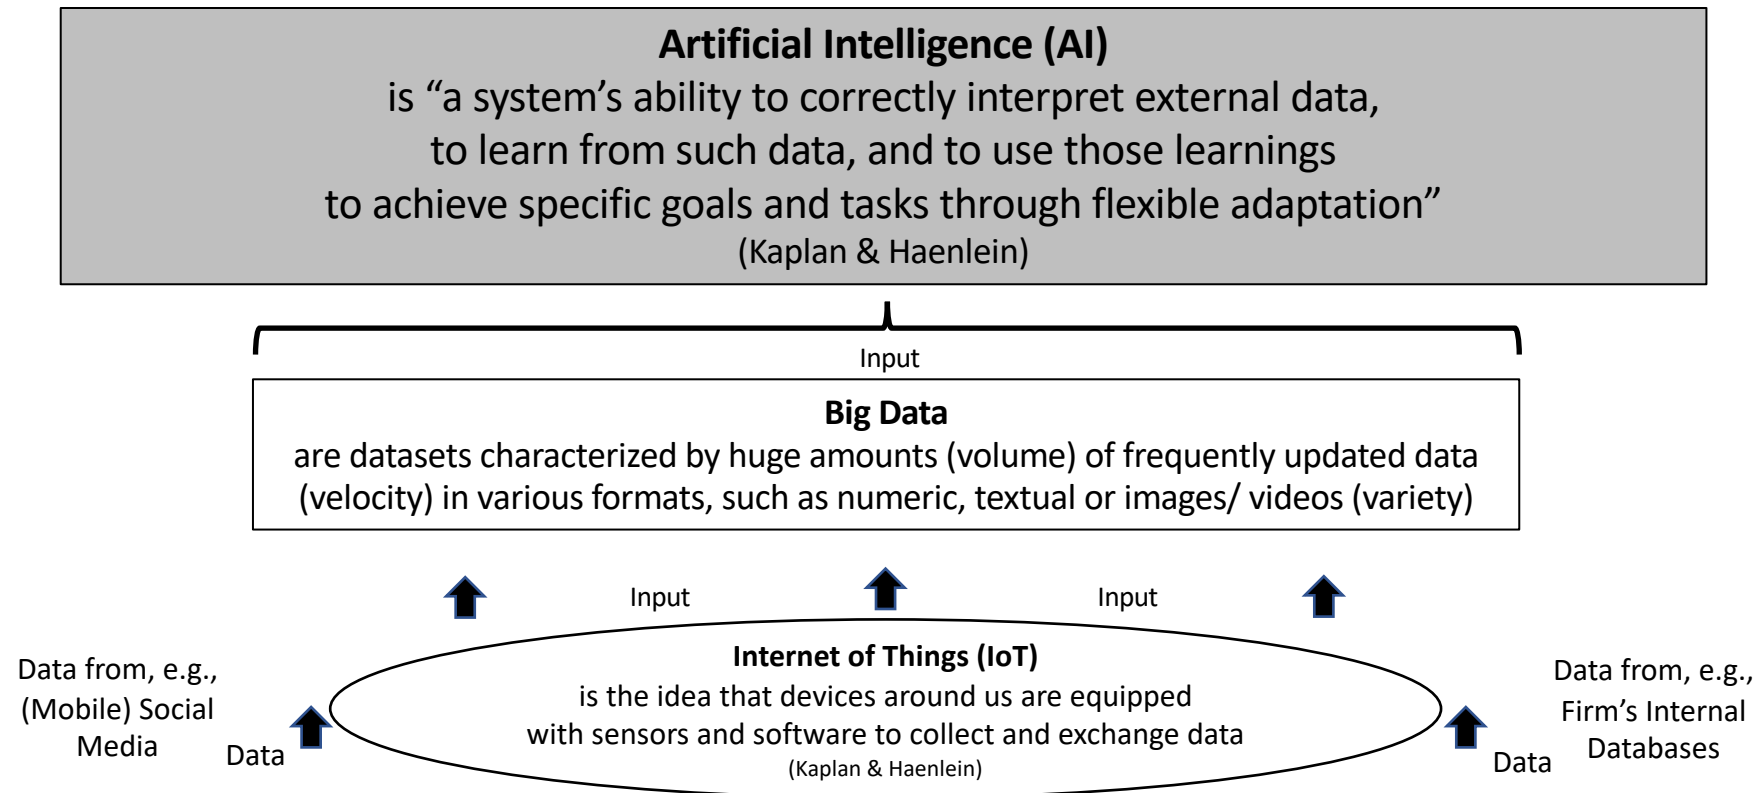 Artificial Intelligence (AI)
is “a system’s ability to correctly interpret external data,
to learn from such data, and to use those learnings
to achieve specific goals and tasks through flexible adaptation”
(Kaplan & Haenlein)
Input
Big Data
are datasets characterized by huge amounts (volume) of frequently updated data
(velocity) in various formats, such as numeric, textual or images/ videos (variety)
Input
Input
Data from, e.g.,
(Mobile) Social
Media
Data
Internet of Things (IoT)
is the idea that devices around us are equipped
with sensors and software to collect and exchange data
(Kaplan & Haenlein)
Data from, e.g.,
Firm’s Internal
Databases
Data